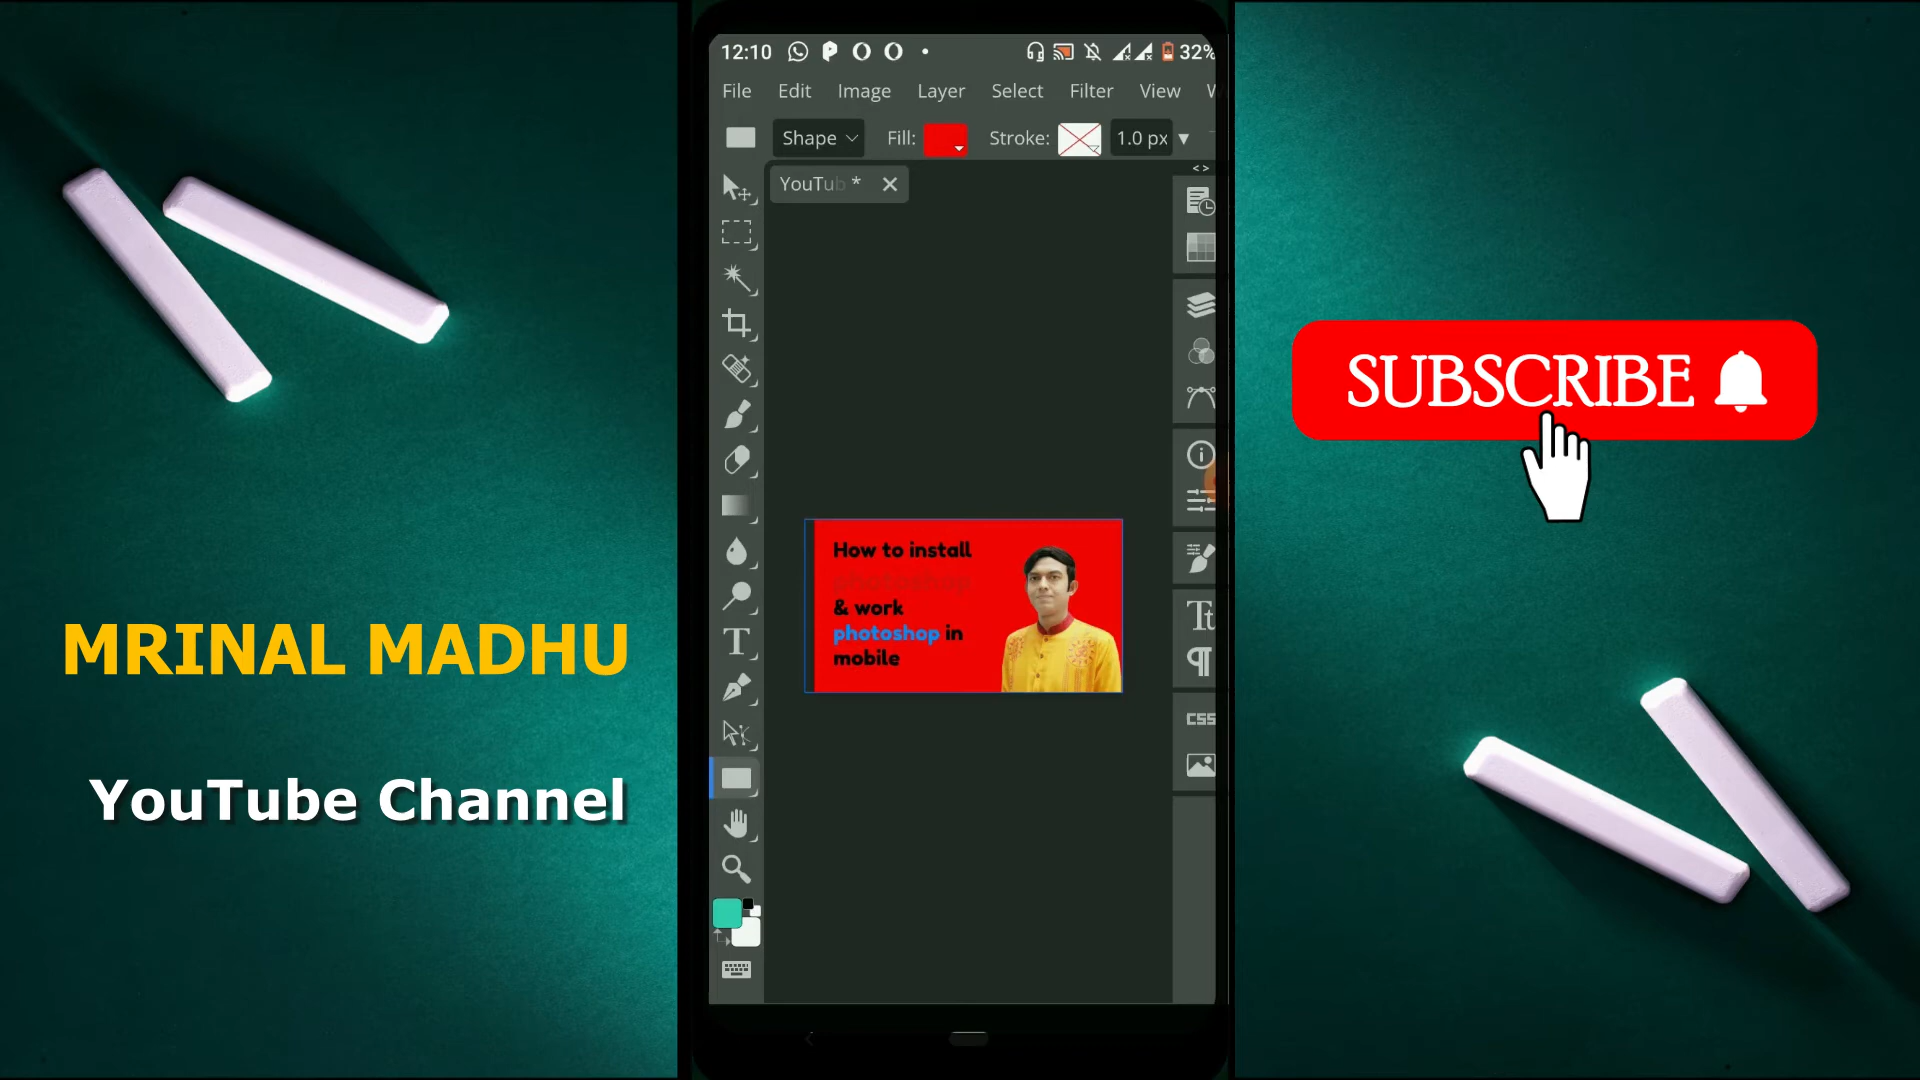 12:10
32%
File Edit Image Layer Select Filter View
Shape Fill: Stroke: 1.0 px
YouTub *
How to install
photoshop
& work
photoshop in
mobile
CSS
MRINAL MADHU
YouTube Channel
SUBSCRIBE